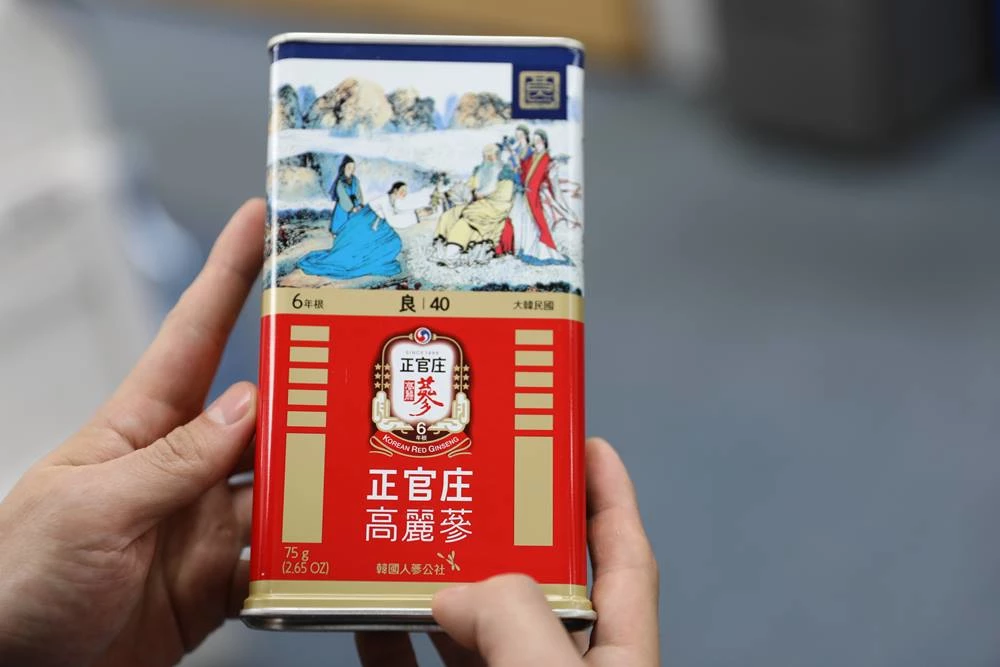 良
6年根
良 | 40
大韓民國
SINCE 1899
正官庄
高麗
蔘
6
年根
KOREAN RED GINSENG
正官庄
高麗蔘
75 g
(2.65 OZ)
韓國人蔘公社